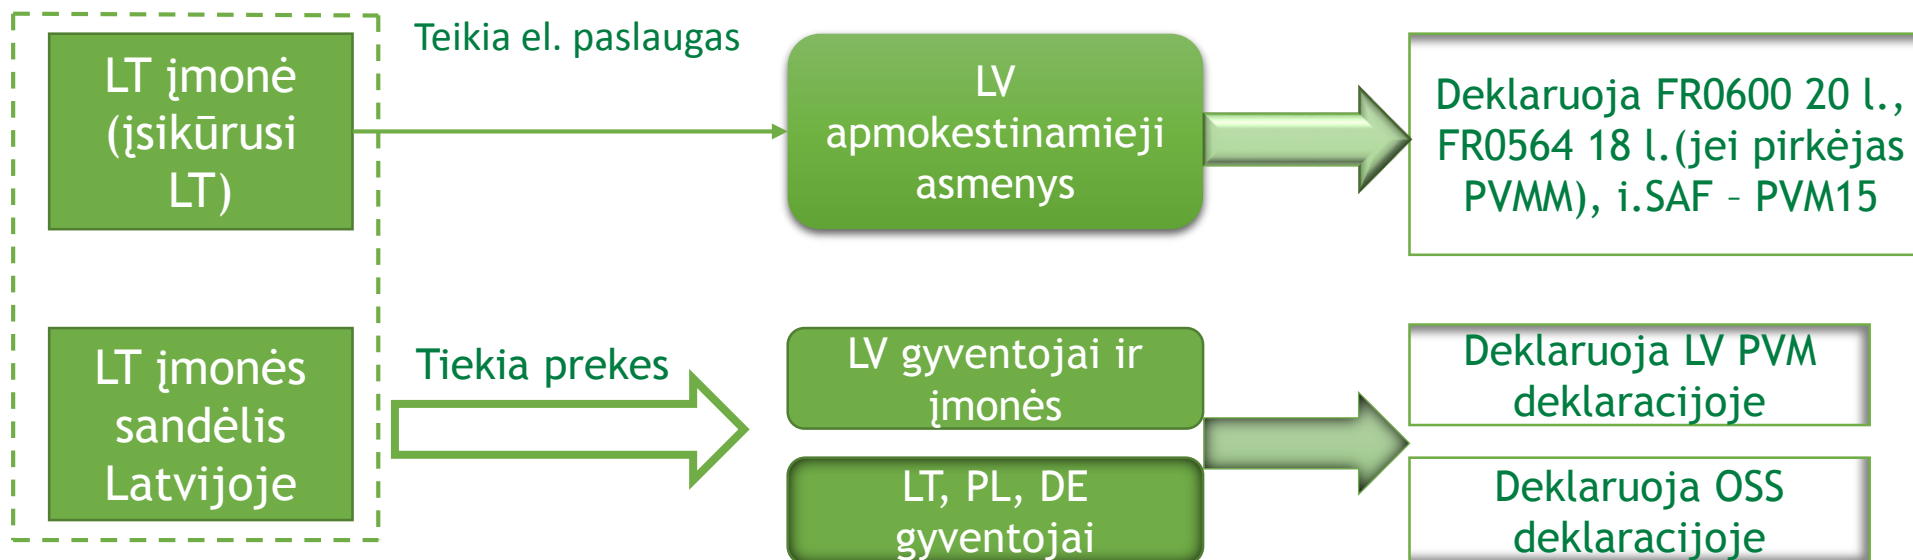 LT įmonė
(įsikūrusi
LT)
Teikia el. paslaugas
LV
apmokestinamieji
asmenys
Deklaruoja FR0600 20 l.,
FR0564 18 l.(jei pirkėjas
PVMM), i.SAF – PVM15
LT įmonės
sandėlis
Latvijoje
Tiekia prekes
LV gyventojai ir
įmonės
Deklaruoja LV PVM
deklaracijoje
LT, PL, DE
gyventojai
Deklaruoja OSS
deklaracijoje